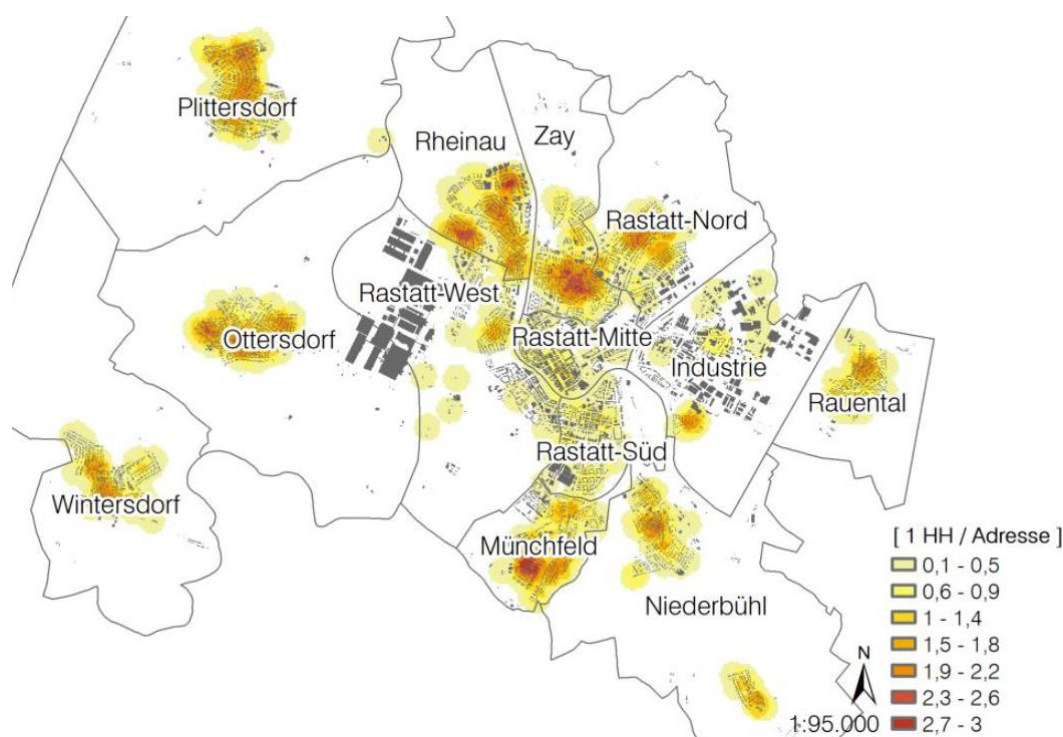 Plittersdorf
Rheinau
Zay
Rastatt-Nord
Rastatt-West
Ottersdorf
Rastatt-Mitte
Industrie
Rauental
Rastatt-Süd
Wintersdorf
Münchfeld
Niederbühl
[ 1 HH / Adresse ]
0,1 - 0,5
0,6 - 0,9
1 - 1,4
1,5 - 1,8
1,9 - 2,2
2,3 - 2,6
2,7 - 3
N
1:95.000